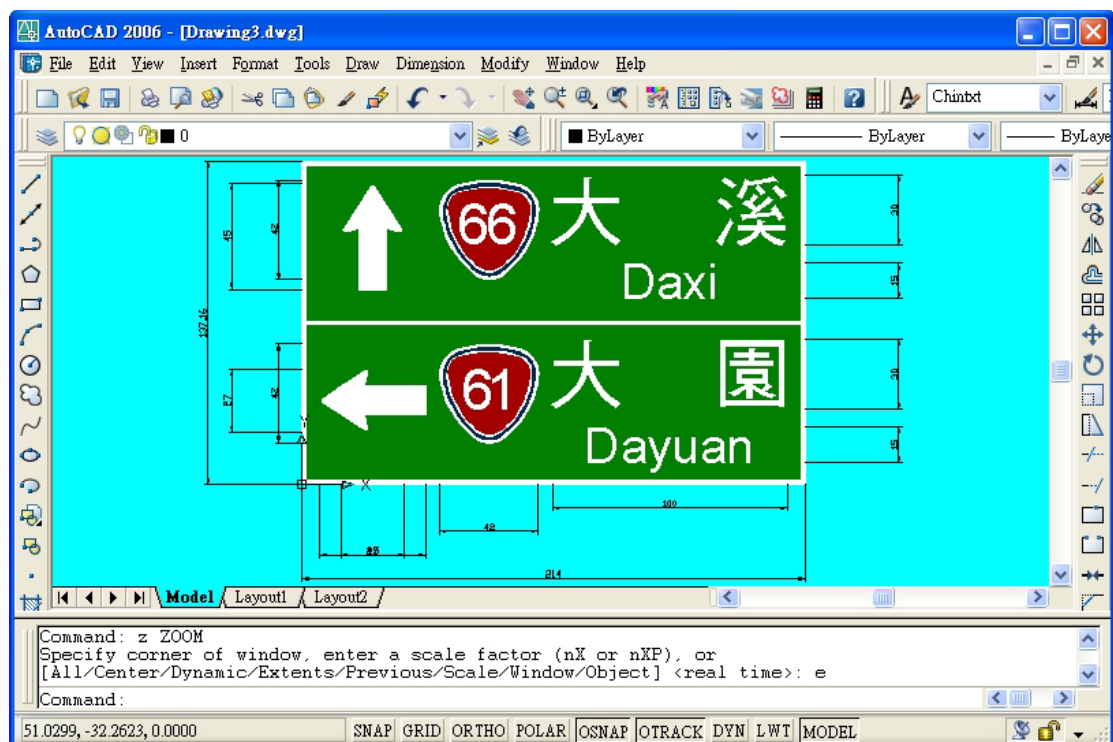 AutoCAD 2006 - [Drawing3.dwg]
File Edit View Insert Format Tools Draw Dimension Modify Window Help
Chintxt
0 ByLayer ByLayer ByLaye
66 大 溪
Daxi
61 大 園
Dayuan
45
42
30
15
137.16
27
42
30
15
Y
X
100
42
214
Model Layout1 Layout2
Command: z ZOOM
Specify corner of window, enter a scale factor (nX or nXP), or
[All/Center/Dynamic/Extents/Previous/Scale/Window/Object] <real time>: e
Command:
51.0299, -32.2623, 0.0000 SNAP GRID ORTHO POLAR OSNAP OTRACK DYN LWT MODEL